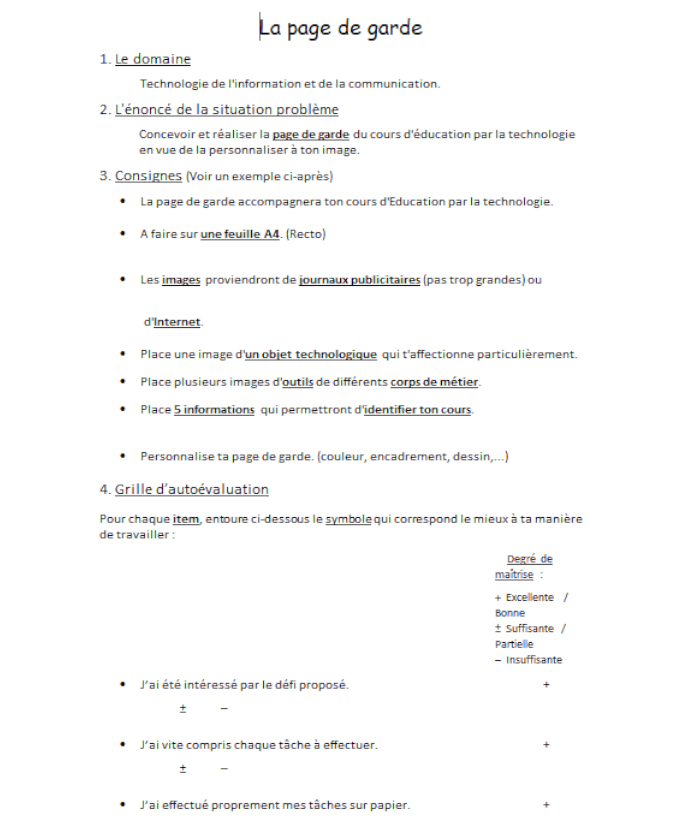 La page de garde
1. Le domaine
Technologie de l'information et de la communication.
2. L'énoncé de la situation problème
Concevoir et réaliser la page de garde du cours d'éducation par la technologie
en vue de la personnaliser à ton image.
3. Consignes (Voir un exemple ci-après)
• La page de garde accompagnera ton cours d'Education par la technologie.
• A faire sur une feuille A4. (Recto)
• Les images proviendront de journaux publicitaires (pas trop grandes) ou
d'Internet.
• Place une image d'un objet technologique qui t'affectionne particulièrement.
• Place plusieurs images d'outils de différents corps de métier.
• Place 5 informations qui permettront d'identifier ton cours.
• Personnalise ta page de garde. (couleur, encadrement, dessin,...)
4. Grille d'autoévaluation
Pour chaque item, entoure ci-dessous le symbole qui correspond le mieux à ta manière
de travailler :
Degré de
maîtrise :
+ Excellente /
Bonne
± Suffisante /
Partielle
– Insuffisante
• J'ai été intéressé par le défi proposé. +
± –
• J'ai vite compris chaque tâche à effectuer. +
± –
• J'ai effectué proprement mes tâches sur papier. +